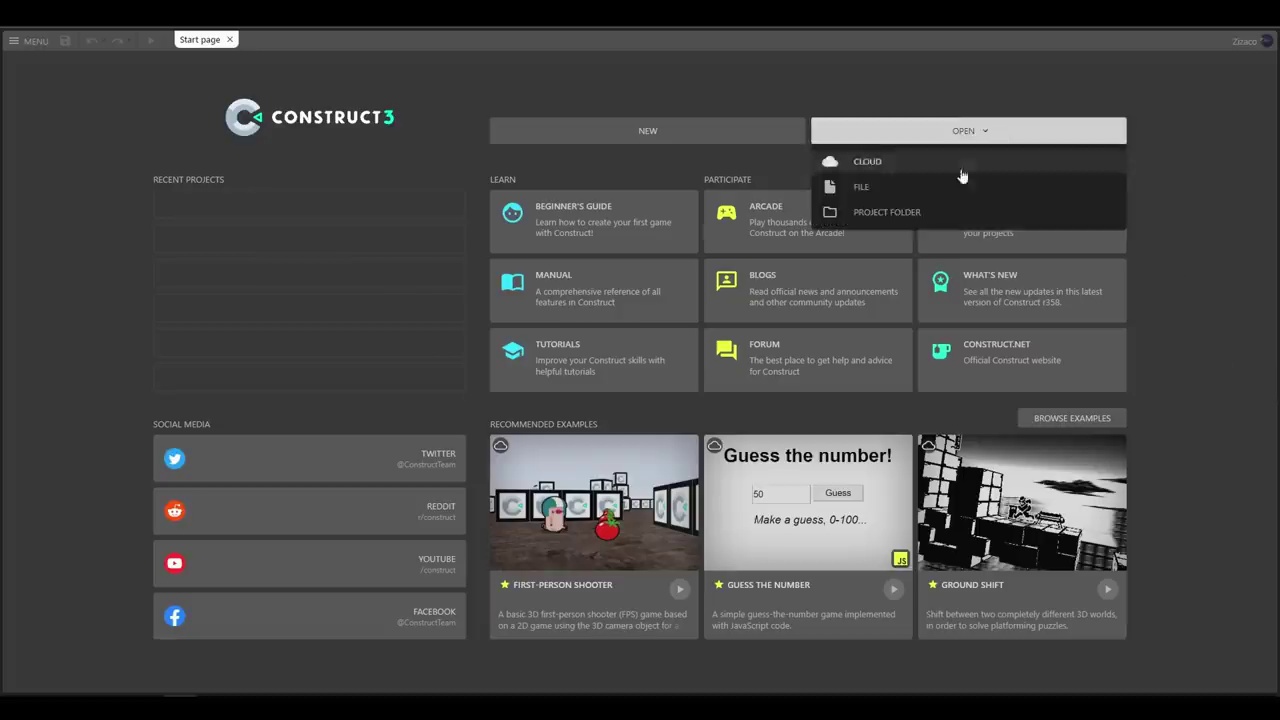 MENU
Start page
Zizaco
CONSTRUCT3
NEW
OPEN
CLOUD
FILE
PROJECT FOLDER
RECENT PROJECTS
LEARN
PARTICIPATE
BEGINNER'S GUIDE
Learn how to create your first game
with Construct!
ARCADE
Play thousands
Construct on the Arcade!
your projects
MANUAL
A comprehensive reference of all
features in Construct
BLOGS
Read official news and announcements
and other community updates
WHAT'S NEW
See all the new updates in this latest
version of Construct r358.
TUTORIALS
Improve your Construct skills with
helpful tutorials
FORUM
The best place to get help and advice
for Construct
CONSTRUCT.NET
Official Construct website
SOCIAL MEDIA
TWITTER
@ConstructTeam
REDDIT
r/construct
YOUTUBE
/construct
FACEBOOK
@ConstructTeam
RECOMMENDED EXAMPLES
BROWSE EXAMPLES
Guess the number!
50
Guess
Make a guess, 0-100...
JS
FIRST-PERSON SHOOTER
A basic 3D first-person shooter (FPS) game based
on a 2D game using the 3D camera object for a
GUESS THE NUMBER
A simple guess-the-number game implemented
with JavaScript code.
GROUND SHIFT
Shift between two completely different 3D worlds,
in order to solve platforming puzzles.